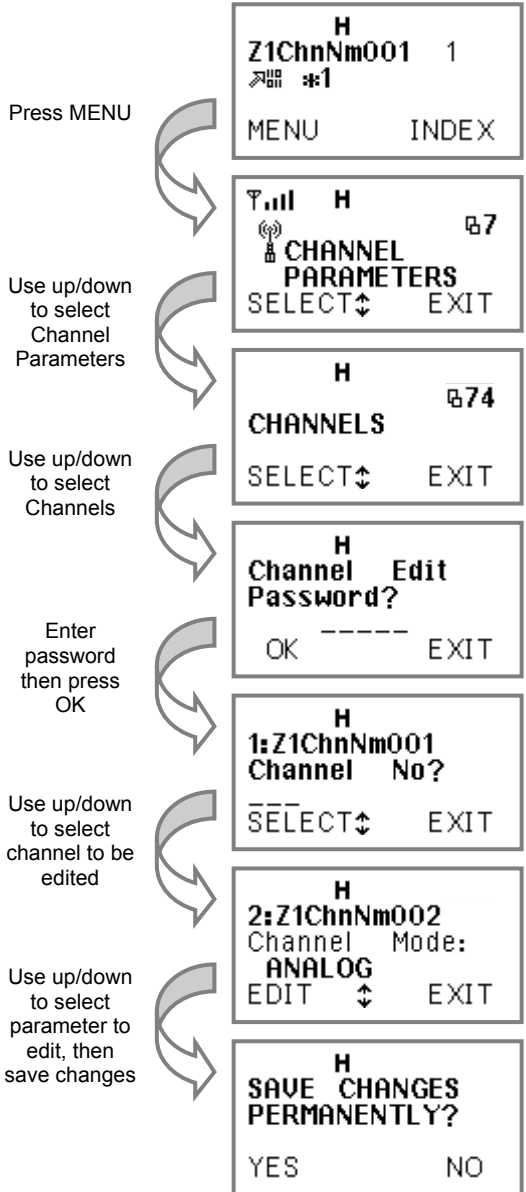 H
Z1ChnNm001 1
*1
MENU INDEX
Press MENU
H
7
CHANNEL
PARAMETERS
SELECT EXIT
Use up/down
to select
Channel
Parameters
H
74
CHANNELS
SELECT EXIT
Use up/down
to select
Channels
H
Channel Edit
Password?
_____
OK EXIT
Enter
password
then press
OK
H
1:Z1ChnNm001
Channel No?
___
SELECT EXIT
Use up/down
to select
channel to be
edited
H
2:Z1ChnNm002
Channel Mode:
ANALOG
EDIT EXIT
Use up/down
to select
parameter to
edit, then
save changes
H
SAVE CHANGES
PERMANENTLY?
YES NO